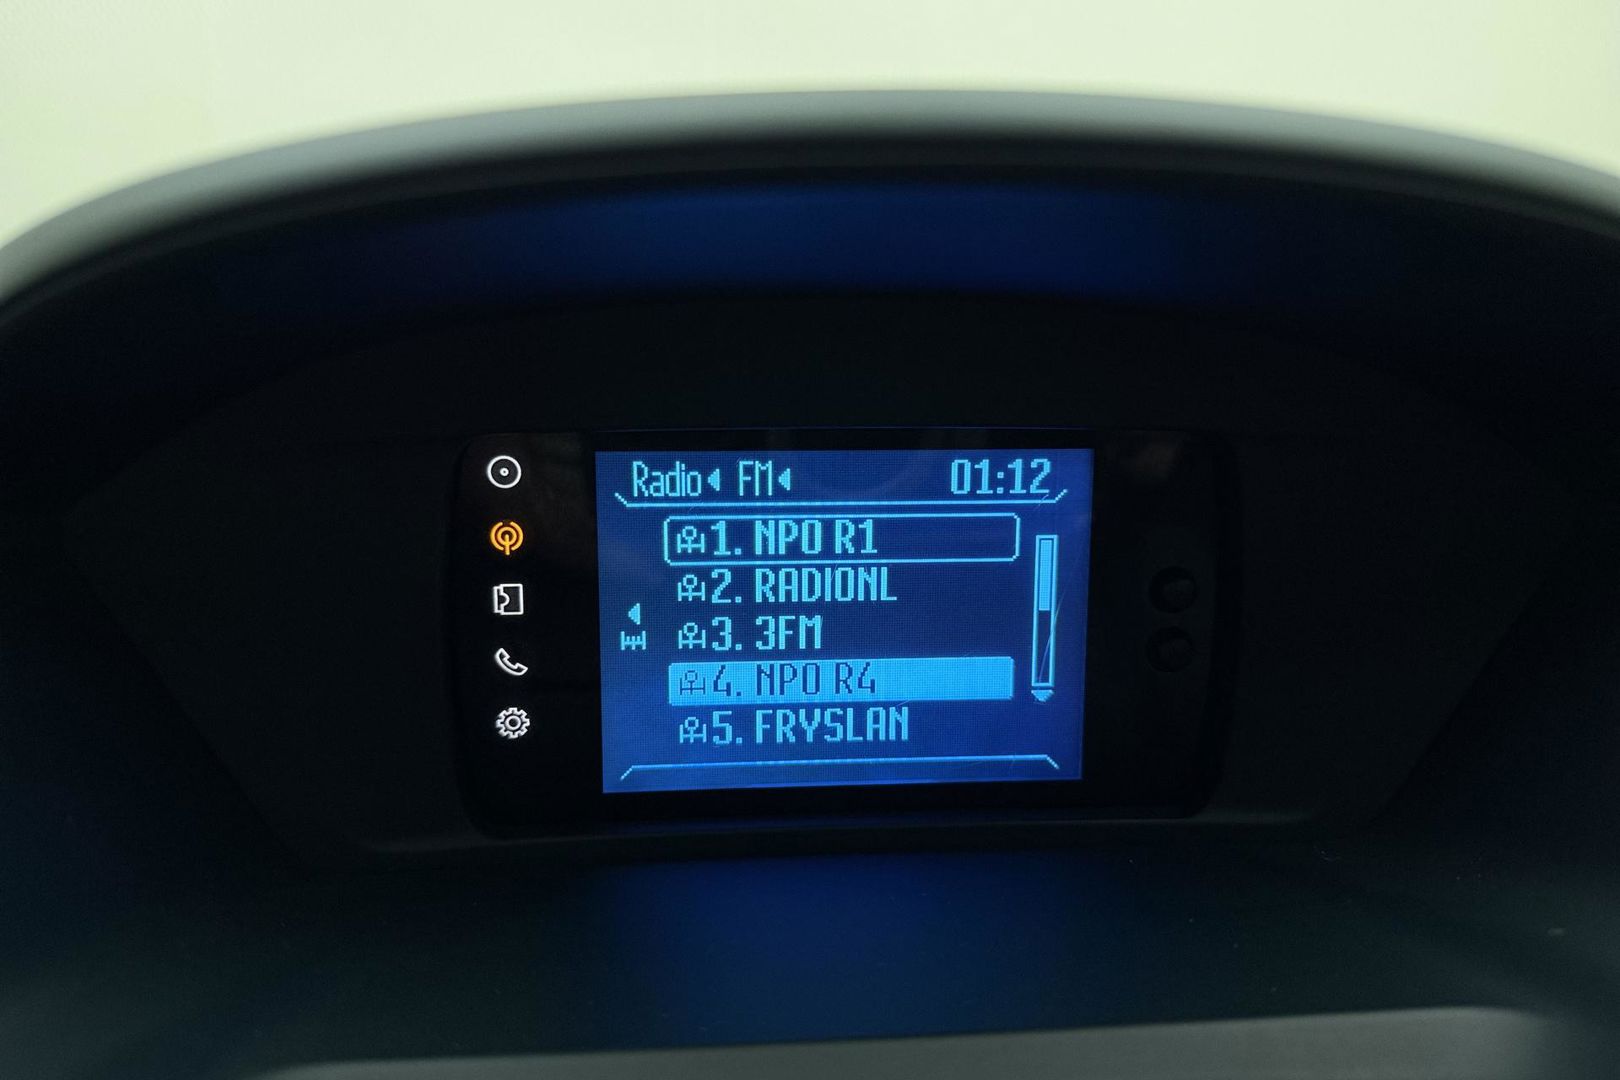 Radio FM 01:12
1. NPO R1
2. RADIONL
3. 3FM
4. NPO R4
5. FRYSLAN